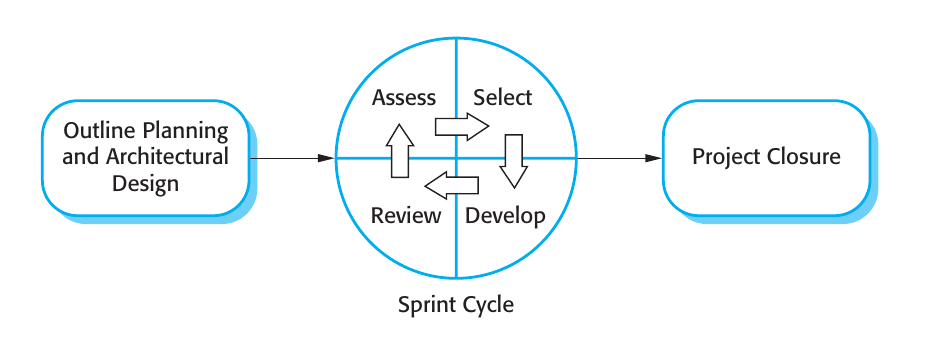 Outline Planning
and Architectural
Design
Assess
Select
Review
Develop
Sprint Cycle
Project Closure